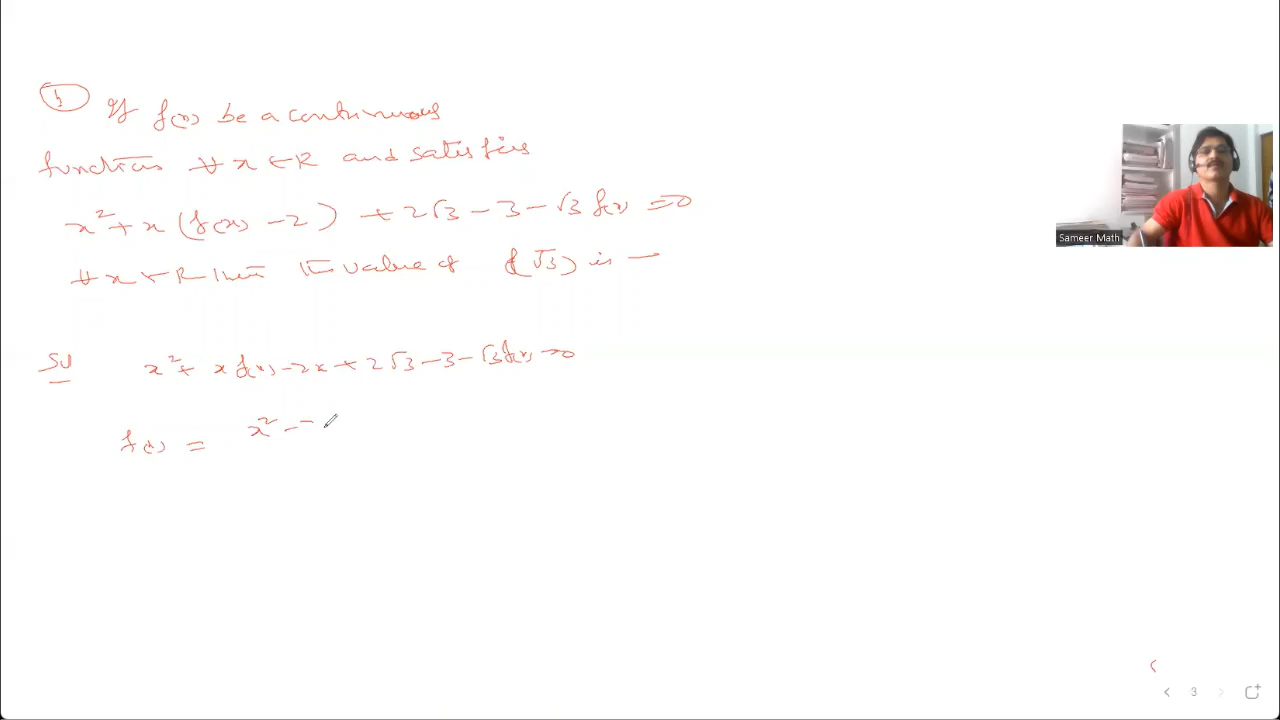 1 If f(x) be a continuous
function ∀ x ∈ R and satisfies
x² + x (f(x) - 2) + 2√3 - 3 - √3 f(x) = 0
∀ x ∈ R then the value of f(√3) is —
Sol x² + x f(x) - 2x + 2√3 - 3 - √3 f(x) = 0
f(x) = x² -
Sameer Math
3